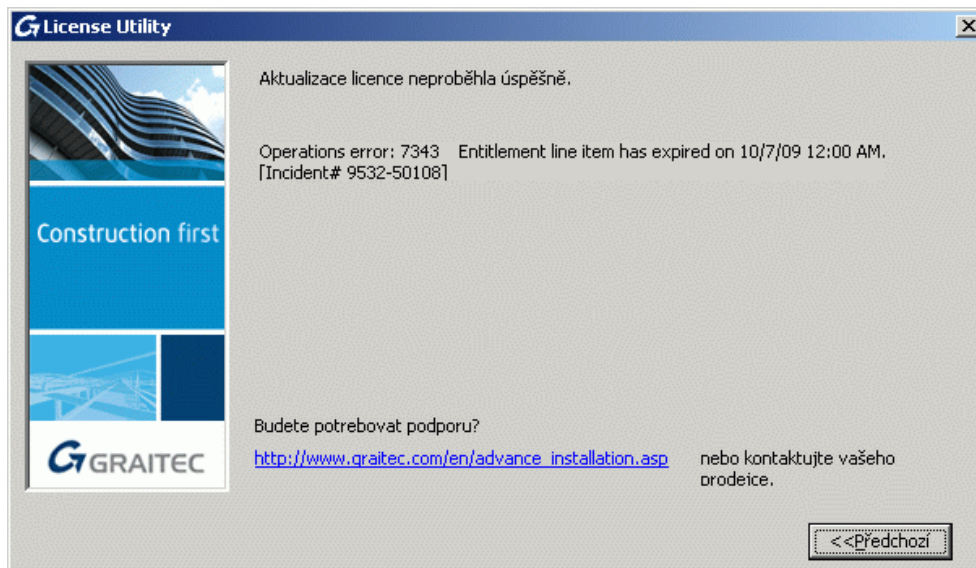 License Utility
Aktualizace licence neproběhla úspěšně.
Operations error: 7343 Entitlement line item has expired on 10/7/09 12:00 AM.
[Incident# 9532-50108]
Construction first
GRAITEC
Budete potrebovat podporu?
http://www.graitec.com/en/advance_installation.asp
nebo kontaktujte vašeho
prodejce.
<<Předchozí